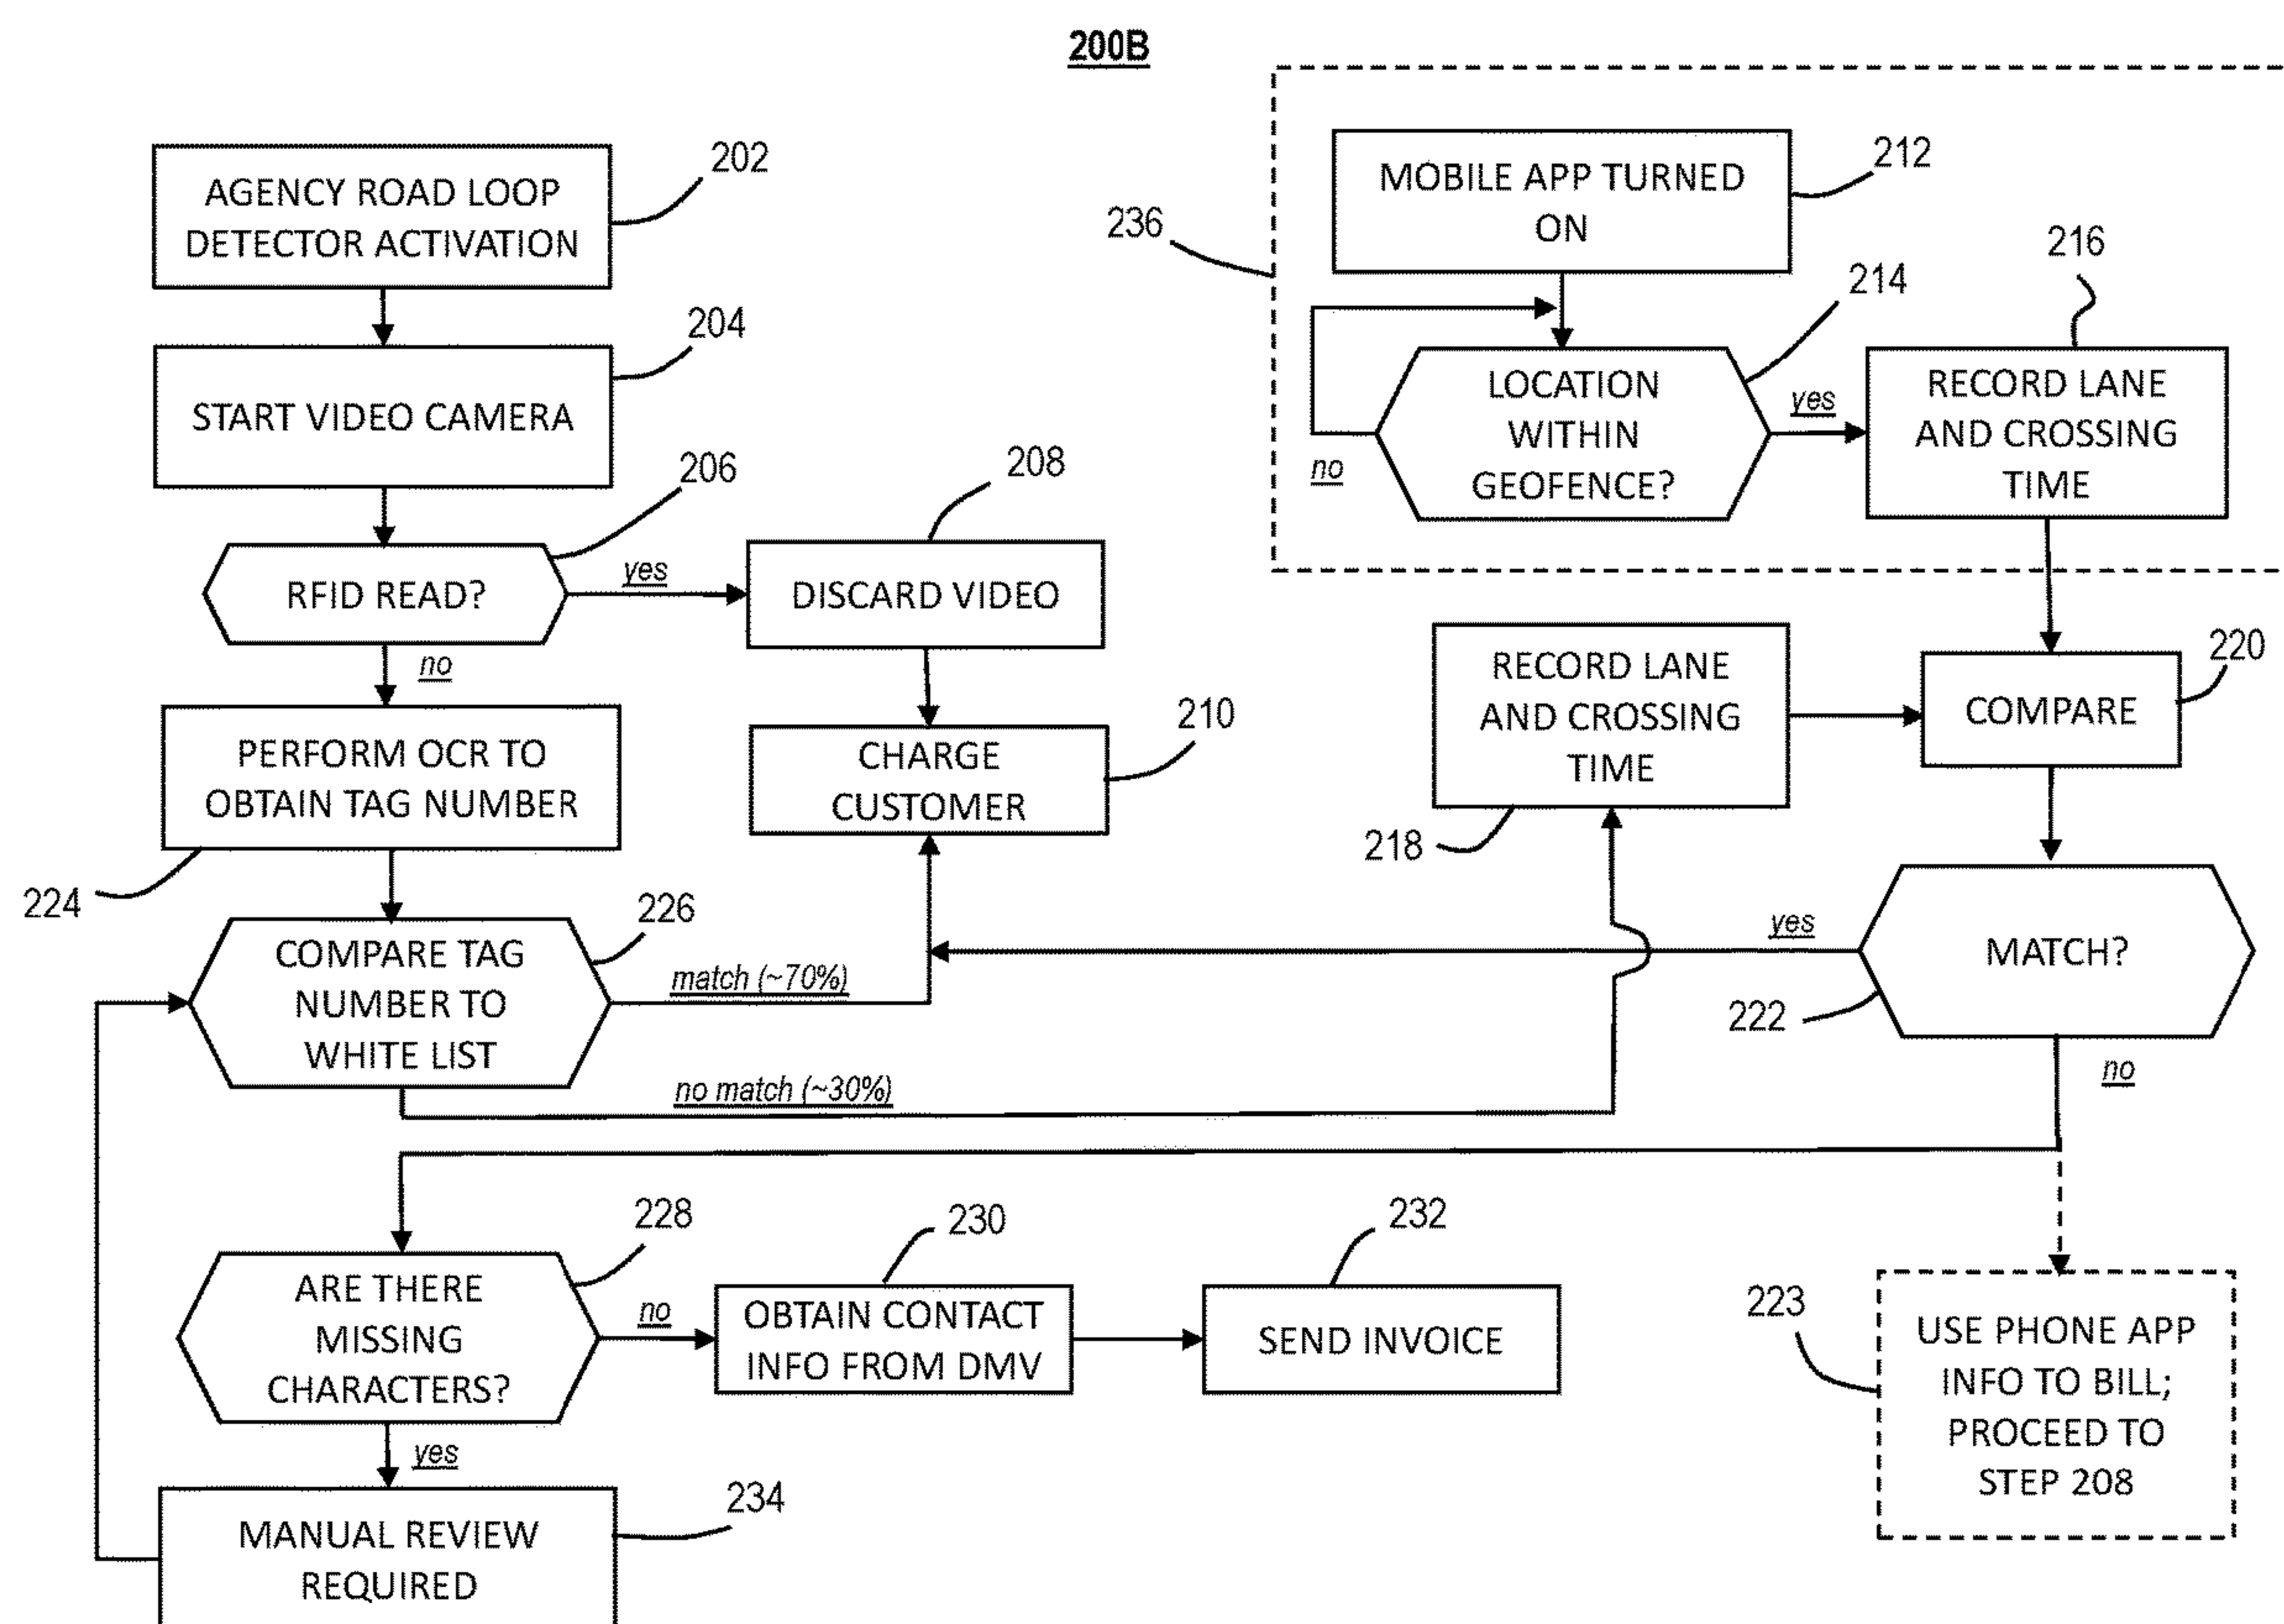 200B
AGENCY ROAD LOOP
DETECTOR ACTIVATION
202
START VIDEO CAMERA
204
RFID READ?
206
yes
no
DISCARD VIDEO
208
CHARGE
CUSTOMER
210
PERFORM OCR TO
OBTAIN TAG NUMBER
224
COMPARE TAG
NUMBER TO
WHITE LIST
226
match (~70%)
no match (~30%)
236
MOBILE APP TURNED
ON
212
LOCATION
WITHIN
GEOFENCE?
214
no
yes
RECORD LANE
AND CROSSING
TIME
216
RECORD LANE
AND CROSSING
TIME
218
COMPARE
220
MATCH?
222
yes
no
ARE THERE
MISSING
CHARACTERS?
228
no
yes
OBTAIN CONTACT
INFO FROM DMV
230
SEND INVOICE
232
223
USE PHONE APP
INFO TO BILL;
PROCEED TO
STEP 208
MANUAL REVIEW
REQUIRED
234